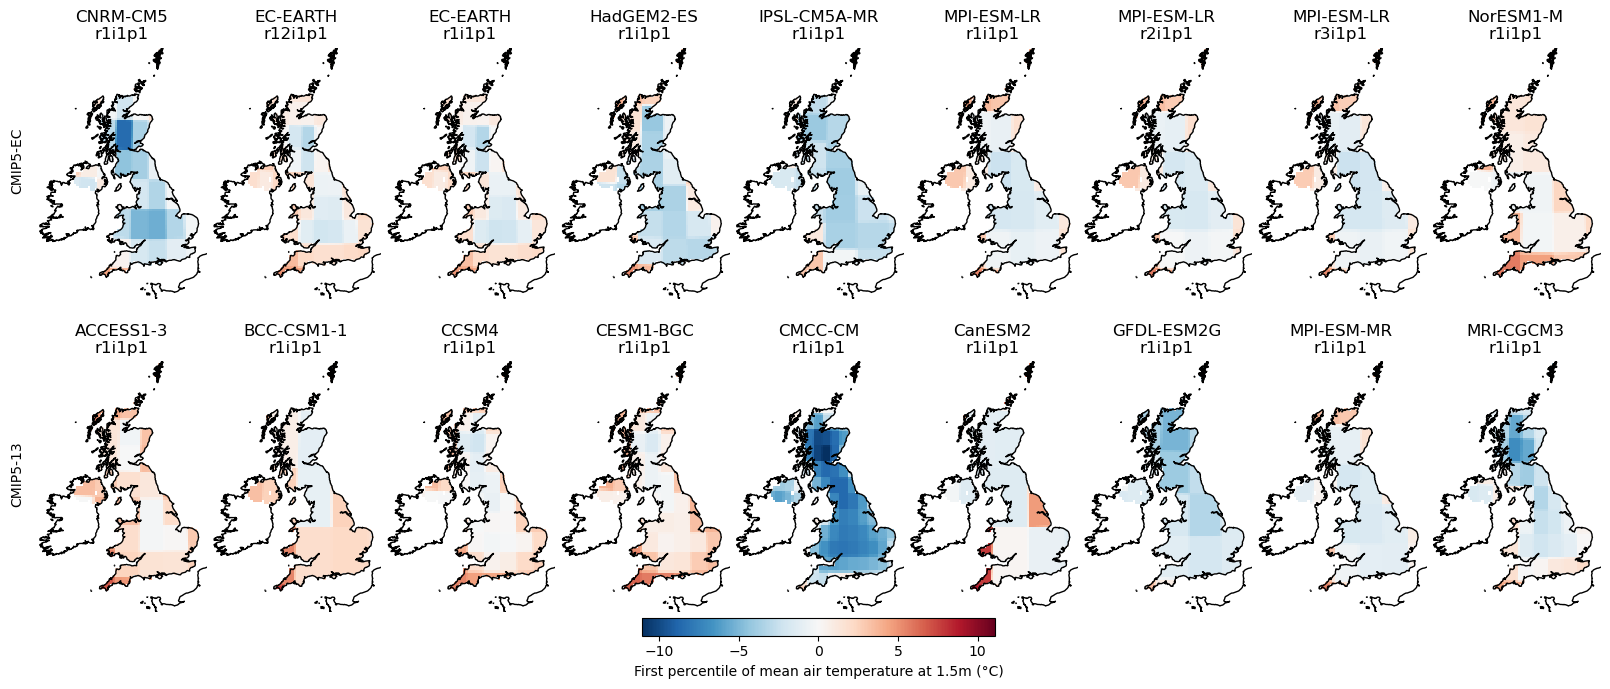 CNRM-CM5
r1i1p1
EC-EARTH
r12i1p1
EC-EARTH
r1i1p1
HadGEM2-ES
r1i1p1
IPSL-CM5A-MR
r1i1p1
MPI-ESM-LR
r1i1p1
MPI-ESM-LR
r2i1p1
MPI-ESM-LR
r3i1p1
NorESM1-M
r1i1p1
CMIP5-EC
ACCESS1-3
r1i1p1
BCC-CSM1-1
r1i1p1
CCSM4
r1i1p1
CESM1-BGC
r1i1p1
CMCC-CM
r1i1p1
CanESM2
r1i1p1
GFDL-ESM2G
r1i1p1
MPI-ESM-MR
r1i1p1
MRI-CGCM3
r1i1p1
CMIP5-13
−10 −5 0 5 10
First percentile of mean air temperature at 1.5m (°C)